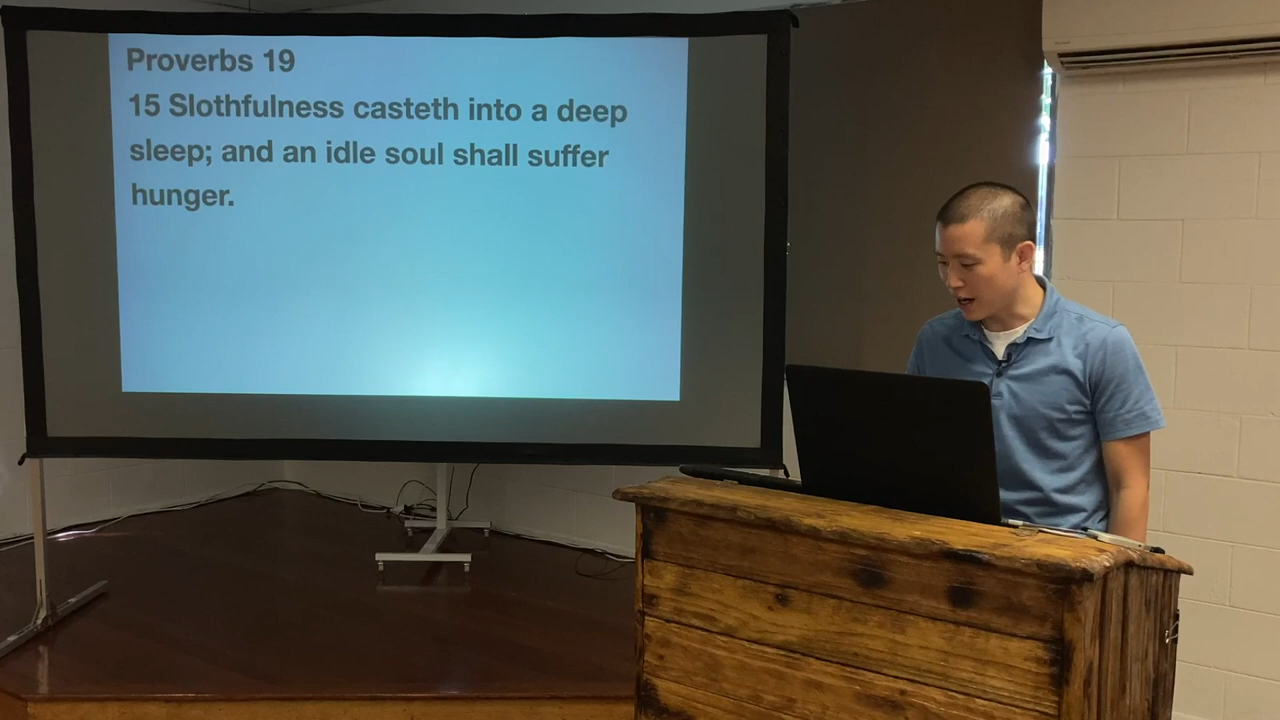 Proverbs 19
15 Slothfulness casteth into a deep
sleep; and an idle soul shall suffer
hunger.